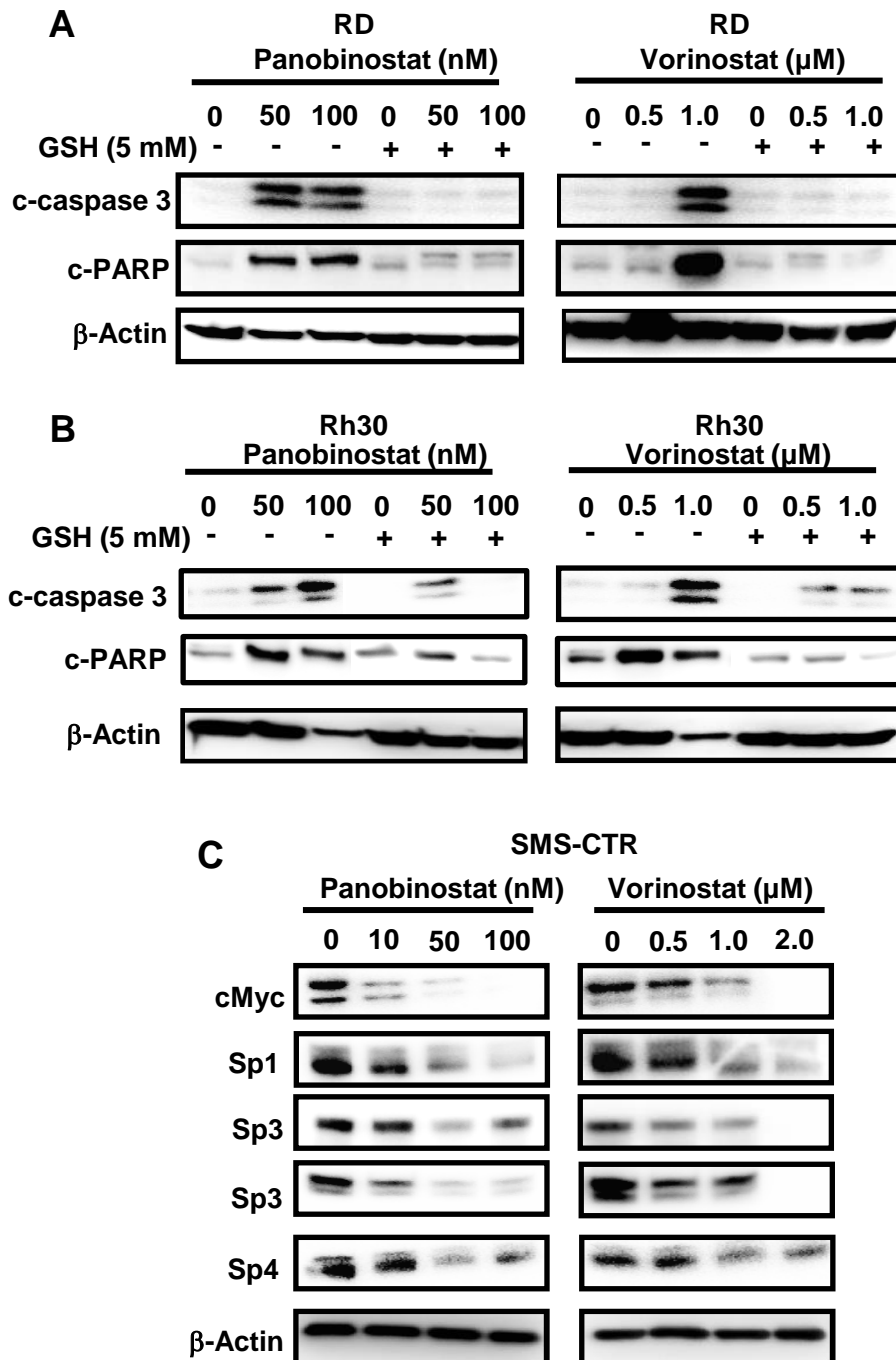 A
RD
RD
Panobinostat (nM)
Vorinostat (µM)
0 50 100 0 50 100
0 0.5 1.0 0 0.5 1.0
GSH (5 mM) - - - + + +
- - - + + +
c-caspase 3
c-PARP
β-Actin
B
Rh30
Rh30
Panobinostat (nM)
Vorinostat (µM)
0 50 100 0 50 100
0 0.5 1.0 0 0.5 1.0
GSH (5 mM) - - - + + +
- - - + + +
c-caspase 3
c-PARP
β-Actin
C
SMS-CTR
Panobinostat (nM)
Vorinostat (µM)
0 10 50 100
0 0.5 1.0 2.0
cMyc
Sp1
Sp3
Sp3
Sp4
β-Actin